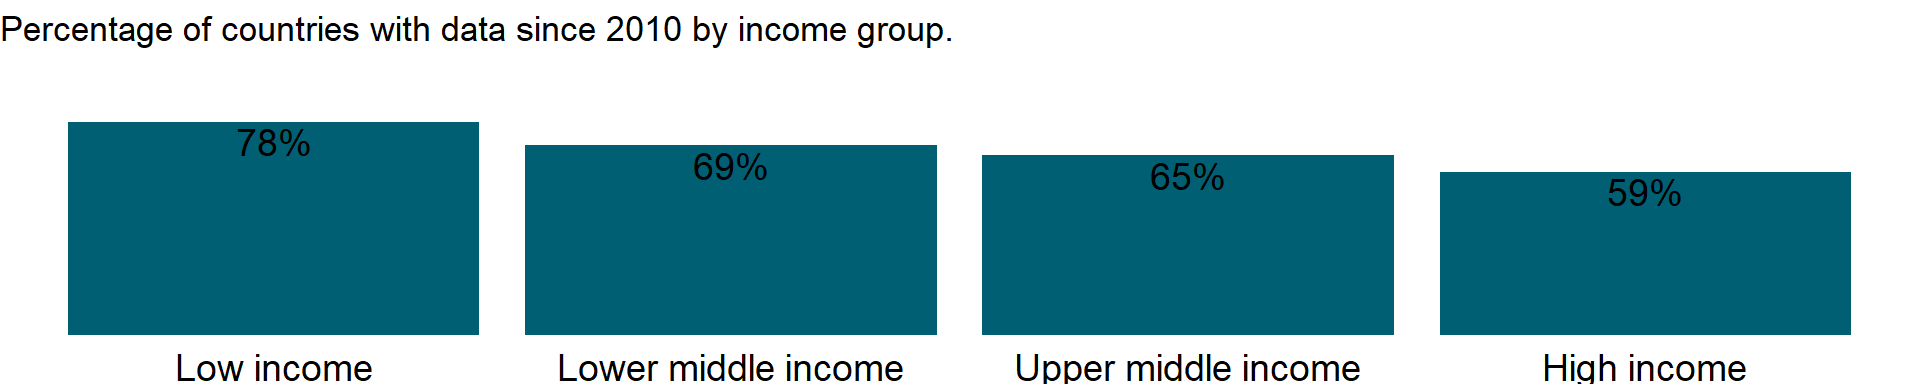 Percentage of countries with data since 2010 by income group.
78%
69%
65%
59%
Low income
Lower middle income
Upper middle income
High income